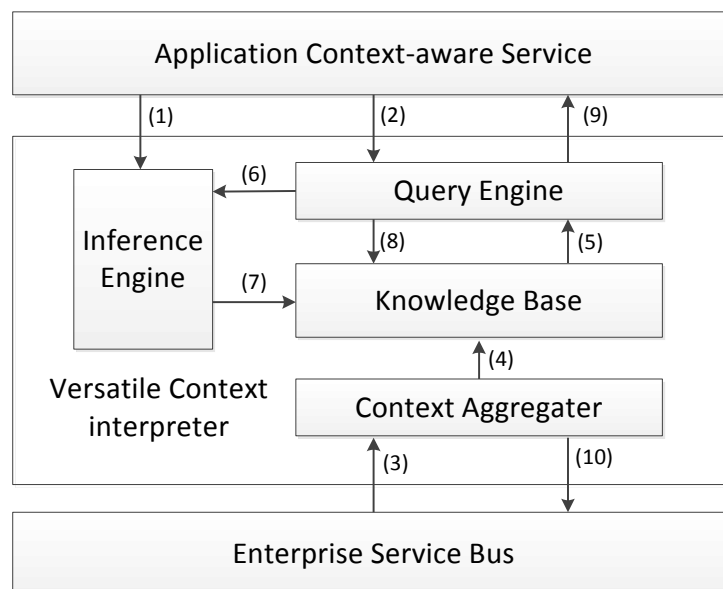 Application Context-aware Service
(1)
(2)
(9)
(6)
Query Engine
Inference
Engine
(8)
(5)
(7)
Knowledge Base
(4)
Versatile Context
interpreter
Context Aggregater
(3)
(10)
Enterprise Service Bus